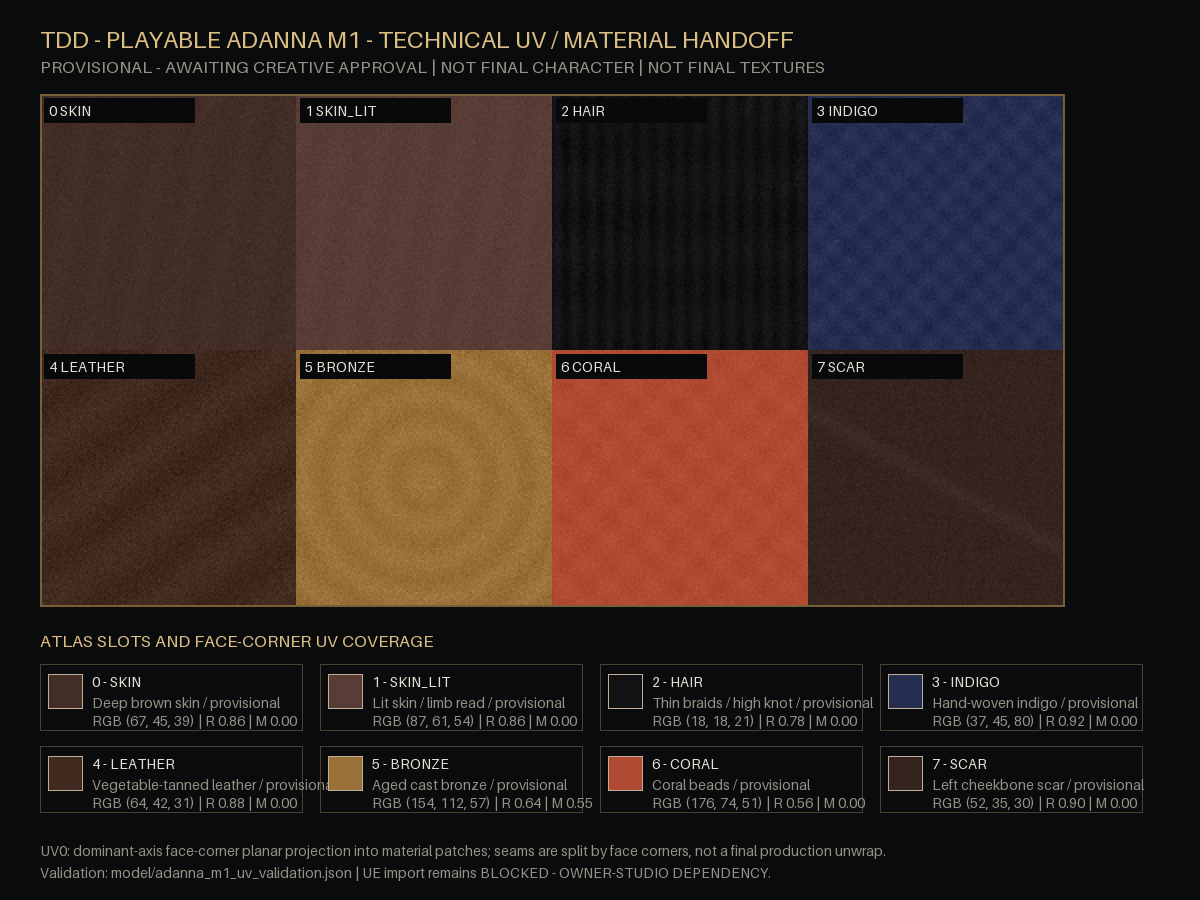 TDD - PLAYABLE ADANNA M1 - TECHNICAL UV / MATERIAL HANDOFF
PROVISIONAL - AWAITING CREATIVE APPROVAL | NOT FINAL CHARACTER | NOT FINAL TEXTURES
0 SKIN
1 SKIN_LIT
2 HAIR
3 INDIGO
4 LEATHER
5 BRONZE
6 CORAL
7 SCAR
ATLAS SLOTS AND FACE-CORNER UV COVERAGE
0 - SKIN
Deep brown skin / provisional
RGB (67, 45, 39) | R 0.86 | M 0.00
1 - SKIN_LIT
Lit skin / limb read / provisional
RGB (87, 61, 54) | R 0.86 | M 0.00
2 - HAIR
Thin braids / high knot / provisional
RGB (18, 18, 21) | R 0.78 | M 0.00
3 - INDIGO
Hand-woven indigo / provisional
RGB (37, 45, 80) | R 0.92 | M 0.00
4 - LEATHER
Vegetable-tanned leather / provisiona
RGB (64, 42, 31) | R 0.88 | M 0.00
5 - BRONZE
Aged cast bronze / provisional
RGB (154, 112, 57) | R 0.64 | M 0.55
6 - CORAL
Coral beads / provisional
RGB (176, 74, 51) | R 0.56 | M 0.00
7 - SCAR
Left cheekbone scar / provisional
RGB (52, 35, 30) | R 0.90 | M 0.00
UV0: dominant-axis face-corner planar projection into material patches; seams are split by face corners, not a final production unwrap.
Validation: model/adanna_m1_uv_validation.json | UE import remains BLOCKED - OWNER-STUDIO DEPENDENCY.